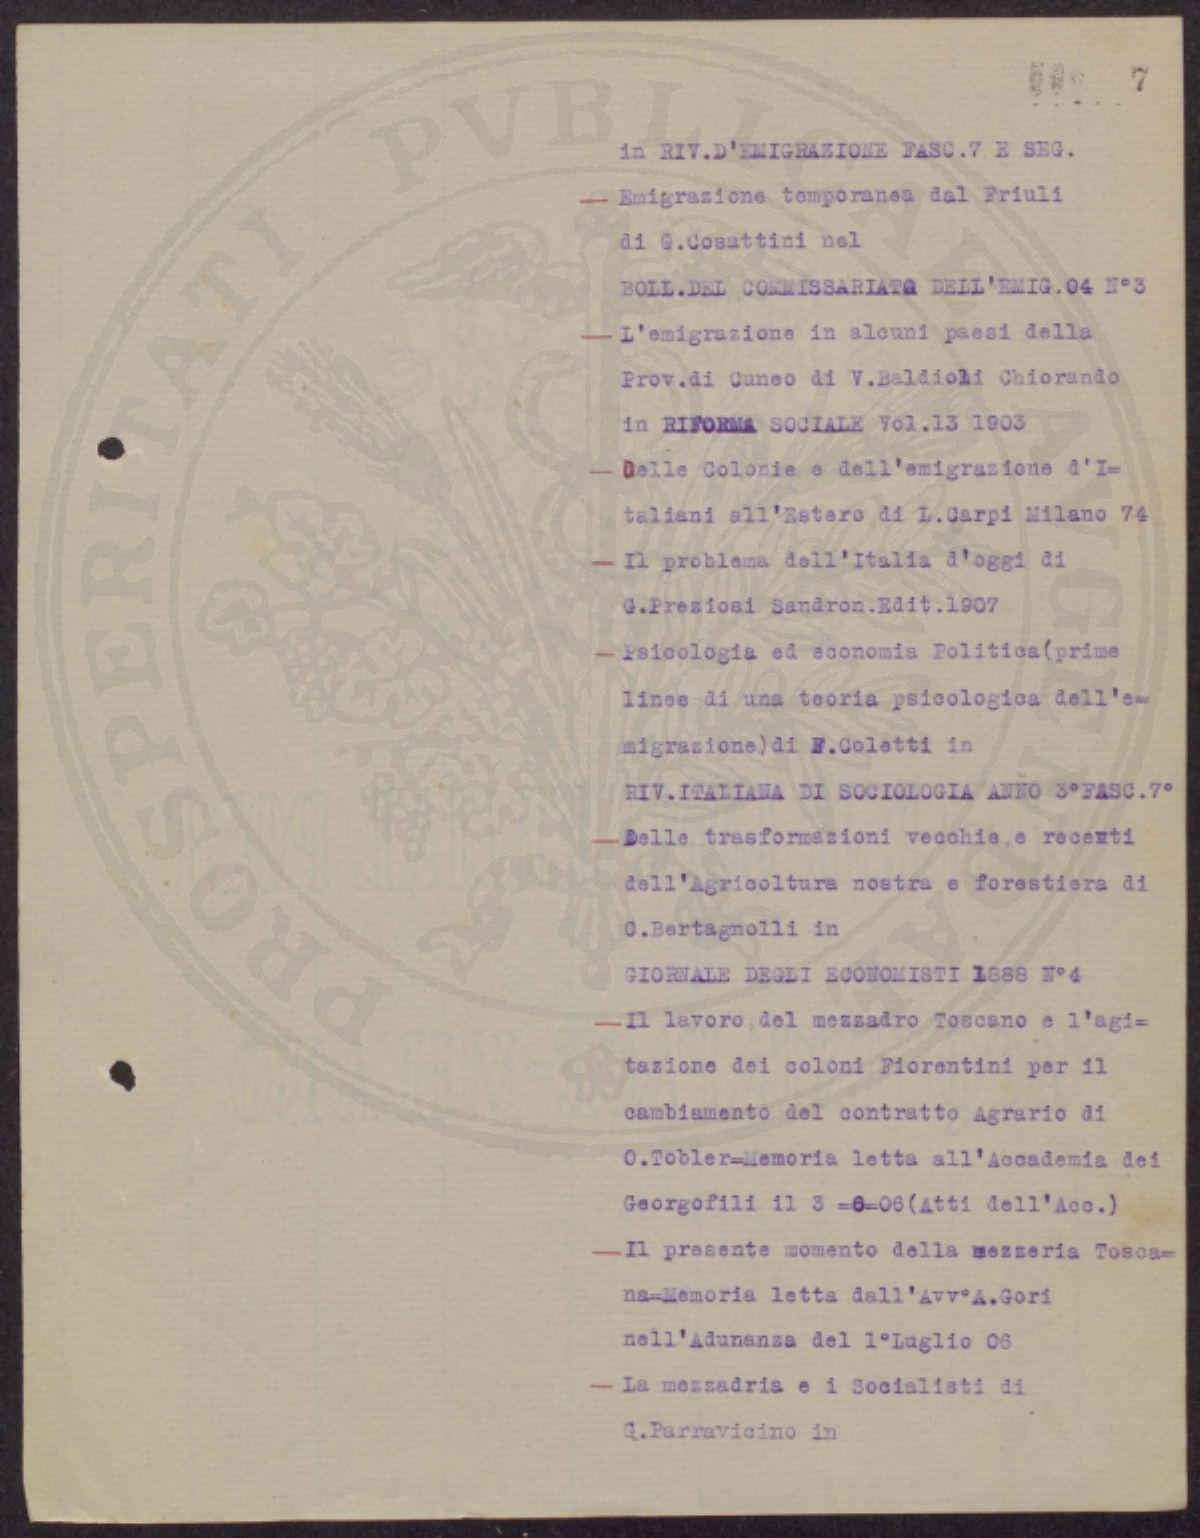 7
in RIV.D'EMIGRAZIONE FASC.7 E SEG.
— Emigrazione temporanea dal Friuli
di G.Cosattini nel
BOLL.DEL COMMISSARIATO DELL'EMIG.04 N°3
— L'emigrazione in alcuni paesi della
Prov.di Cuneo di V.Baldioli Chiorando
in RIFORMA SOCIALE Vol.13 1903
— Delle Colonie e dell'emigrazione d'I=
taliani all'Estero di L.Carpi Milano 74
— Il problema dell'Italia d'oggi di
G.Preziosi Sandron.Edit.1907
— Psicologia ed economia Politica(prime
linee di una teoria psicologica dell'e=
migrazione)di F.Coletti in
RIV.ITALIANA DI SOCIOLOGIA ANNO 3°FASC.7°
— Delle trasformazioni vecchie,e recenti
dell'Agricoltura nostra e forestiera di
C.Bertagnolli in
GIORNALE DEGLI ECONOMISTI 1888 N°4
— Il lavoro,del mezzadro Toscano e l'agi=
tazione dei coloni Fiorentini per il
cambiamento del contratto Agrario di
O.Tobler=Memoria letta all'Accademia dei
Georgofili il 3 =6=06(Atti dell'Acc.)
— Il presente momento della mezzeria Tosca=
na=Memoria letta dall'Avv°A.Gori
nell'Adunanza del 1°Luglio 06
— La mezzadria e i Socialisti di
G.Parravicino in
PROSPERITATI PUBLICAE AUGENDAE